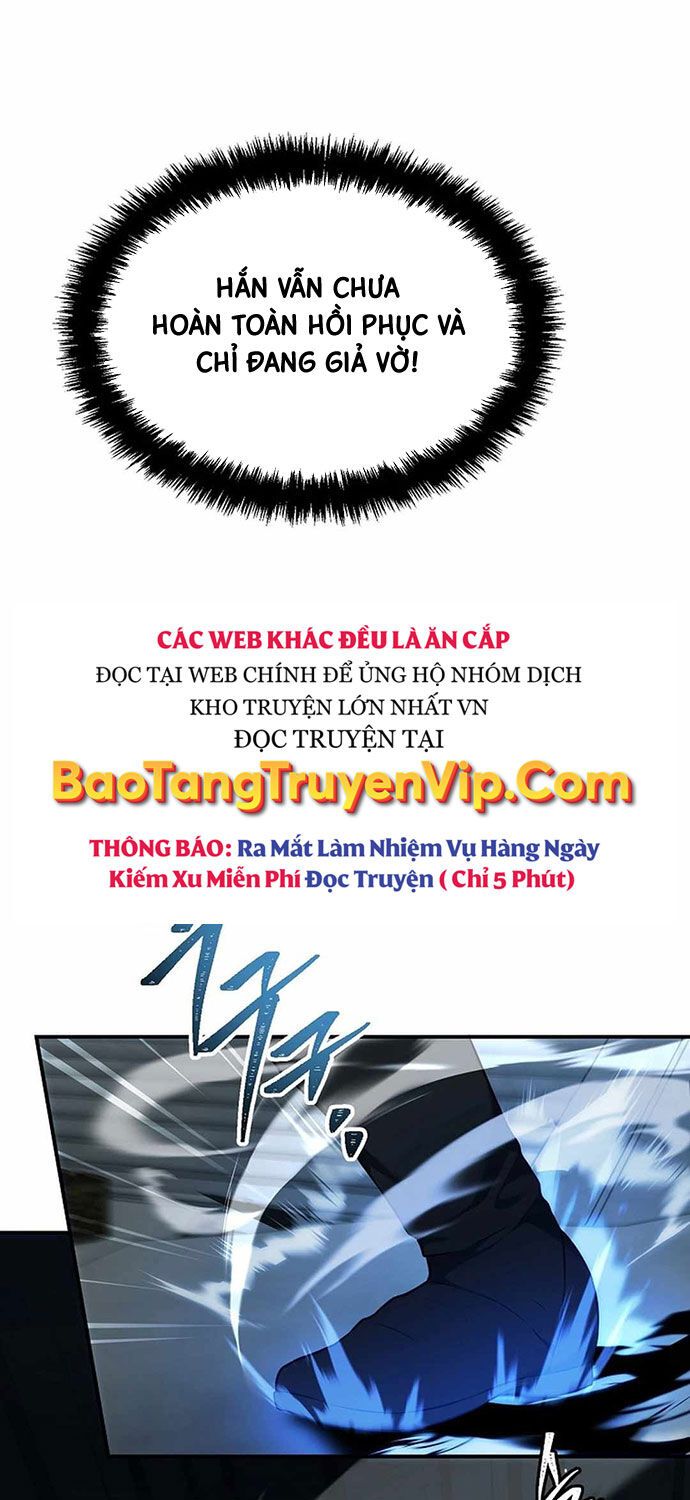 HẮN VẪN CHƯA
HOÀN TOÀN HỒI PHỤC VÀ
CHỈ ĐANG GIẢ VỜ!
CÁC WEB KHÁC ĐỀU LÀ ĂN CẮP
ĐỌC TẠI WEB CHÍNH ĐỂ ỦNG HỘ NHÓM DỊCH
KHO TRUYỆN LỚN NHẤT VN
ĐỌC TRUYỆN TẠI
BaoTangTruyenVip.Com
THÔNG BÁO: Ra Mắt Làm Nhiệm Vụ Hàng Ngày
Kiếm Xu Miễn Phí Đọc Truyện ( Chỉ 5 Phút)